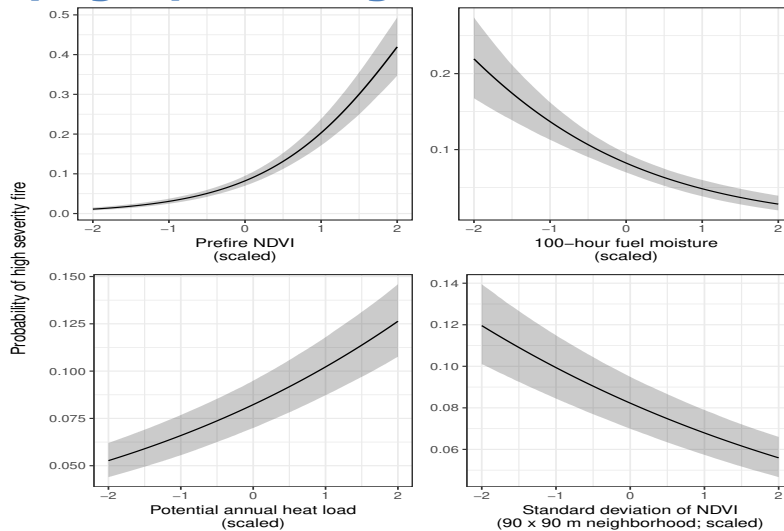 Probability of high severity fire
0.5
0.4
0.3
0.2
0.1
0.0
−2 −1 0 1 2
Prefire NDVI
(scaled)
0.2
0.1
−2 −1 0 1 2
100−hour fuel moisture
(scaled)
0.150
0.125
0.100
0.075
0.050
−2 −1 0 1 2
Potential annual heat load
(scaled)
0.14
0.12
0.10
0.08
0.06
−2 −1 0 1 2
Standard deviation of NDVI
(90 x 90 m neighborhood; scaled)